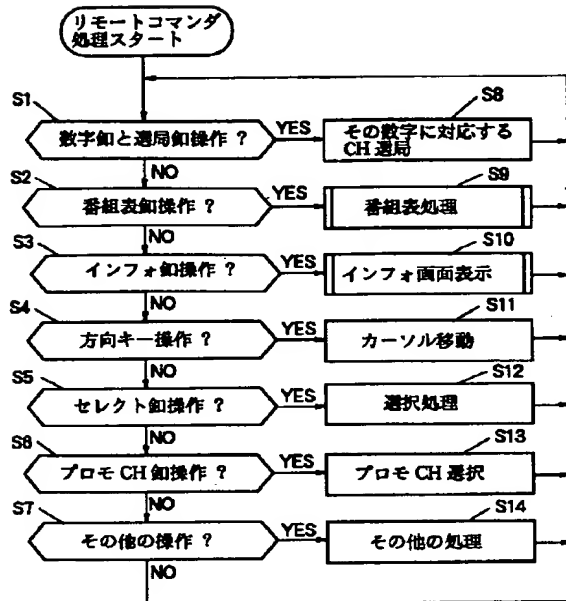 リモートコマンダ
処理スタート
S1
数字釦と選局釦操作 ?
YES
S8
その数字に対応する
CH 選局
NO
S2
番組表釦操作 ?
YES
S9
番組表処理
NO
S3
インフォ釦操作 ?
YES
S10
インフォ画面表示
NO
S4
方向キー操作 ?
YES
S11
カーソル移動
NO
S5
セレクト釦操作 ?
YES
S12
選択処理
NO
S6
プロモ CH 釦操作 ?
YES
S13
プロモ CH 選択
NO
S7
その他の操作 ?
YES
S14
その他の処理
NO